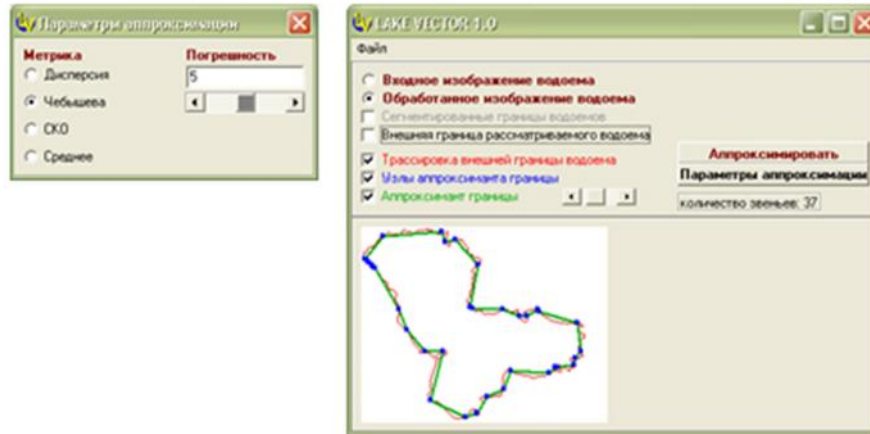 Параметры аппроксимации
Метрика
Погрешность
Дисперсия
5
Чебышева
СКО
Среднее
LAKE VECTOR 1.0
Файл
Входное изображение водоема
Обработанное изображение водоема
Сегментированные границы водоемов
Внешняя граница рассматриваемого водоема
Трассировка внешней границы водоема
Узлы аппроксиманта границы
Аппроксимант границы
Аппроксимировать
Параметры аппроксимации
количество звеньев: 37